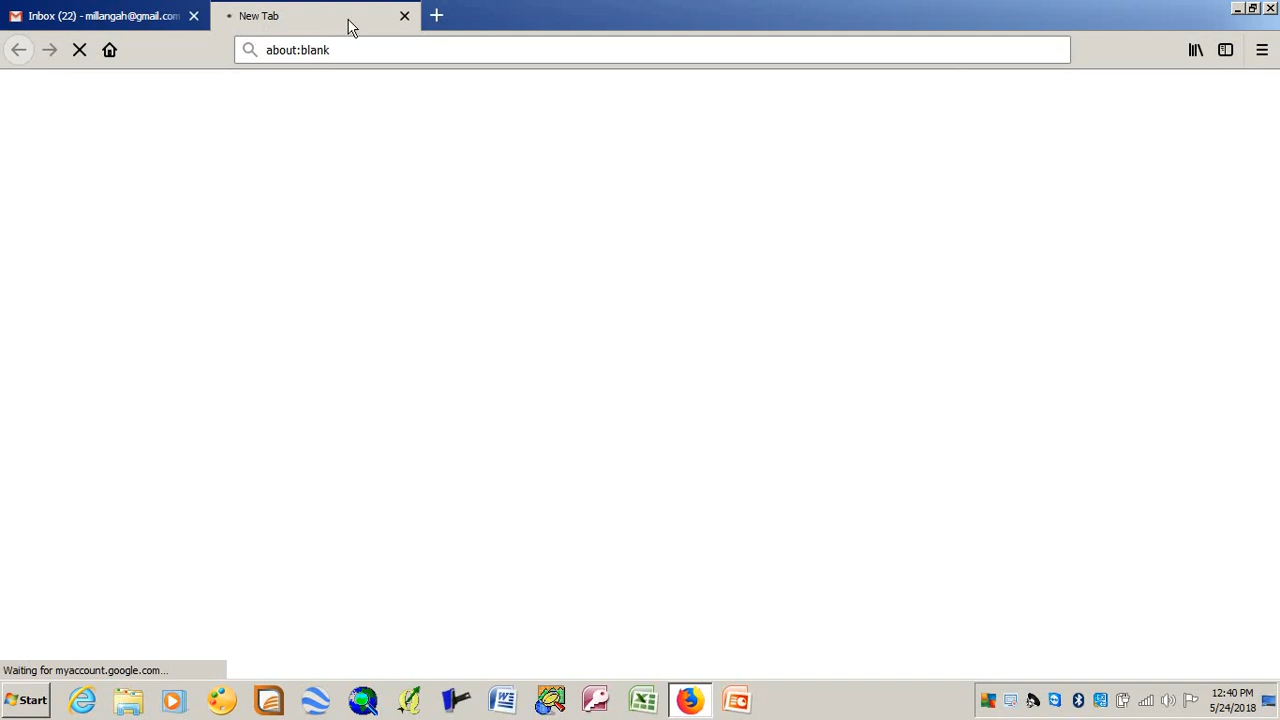 Inbox (22) - millangah@gmail.com
New Tab
about:blank
Waiting for myaccount.google.com...
Start
12:40 PM
5/24/2018